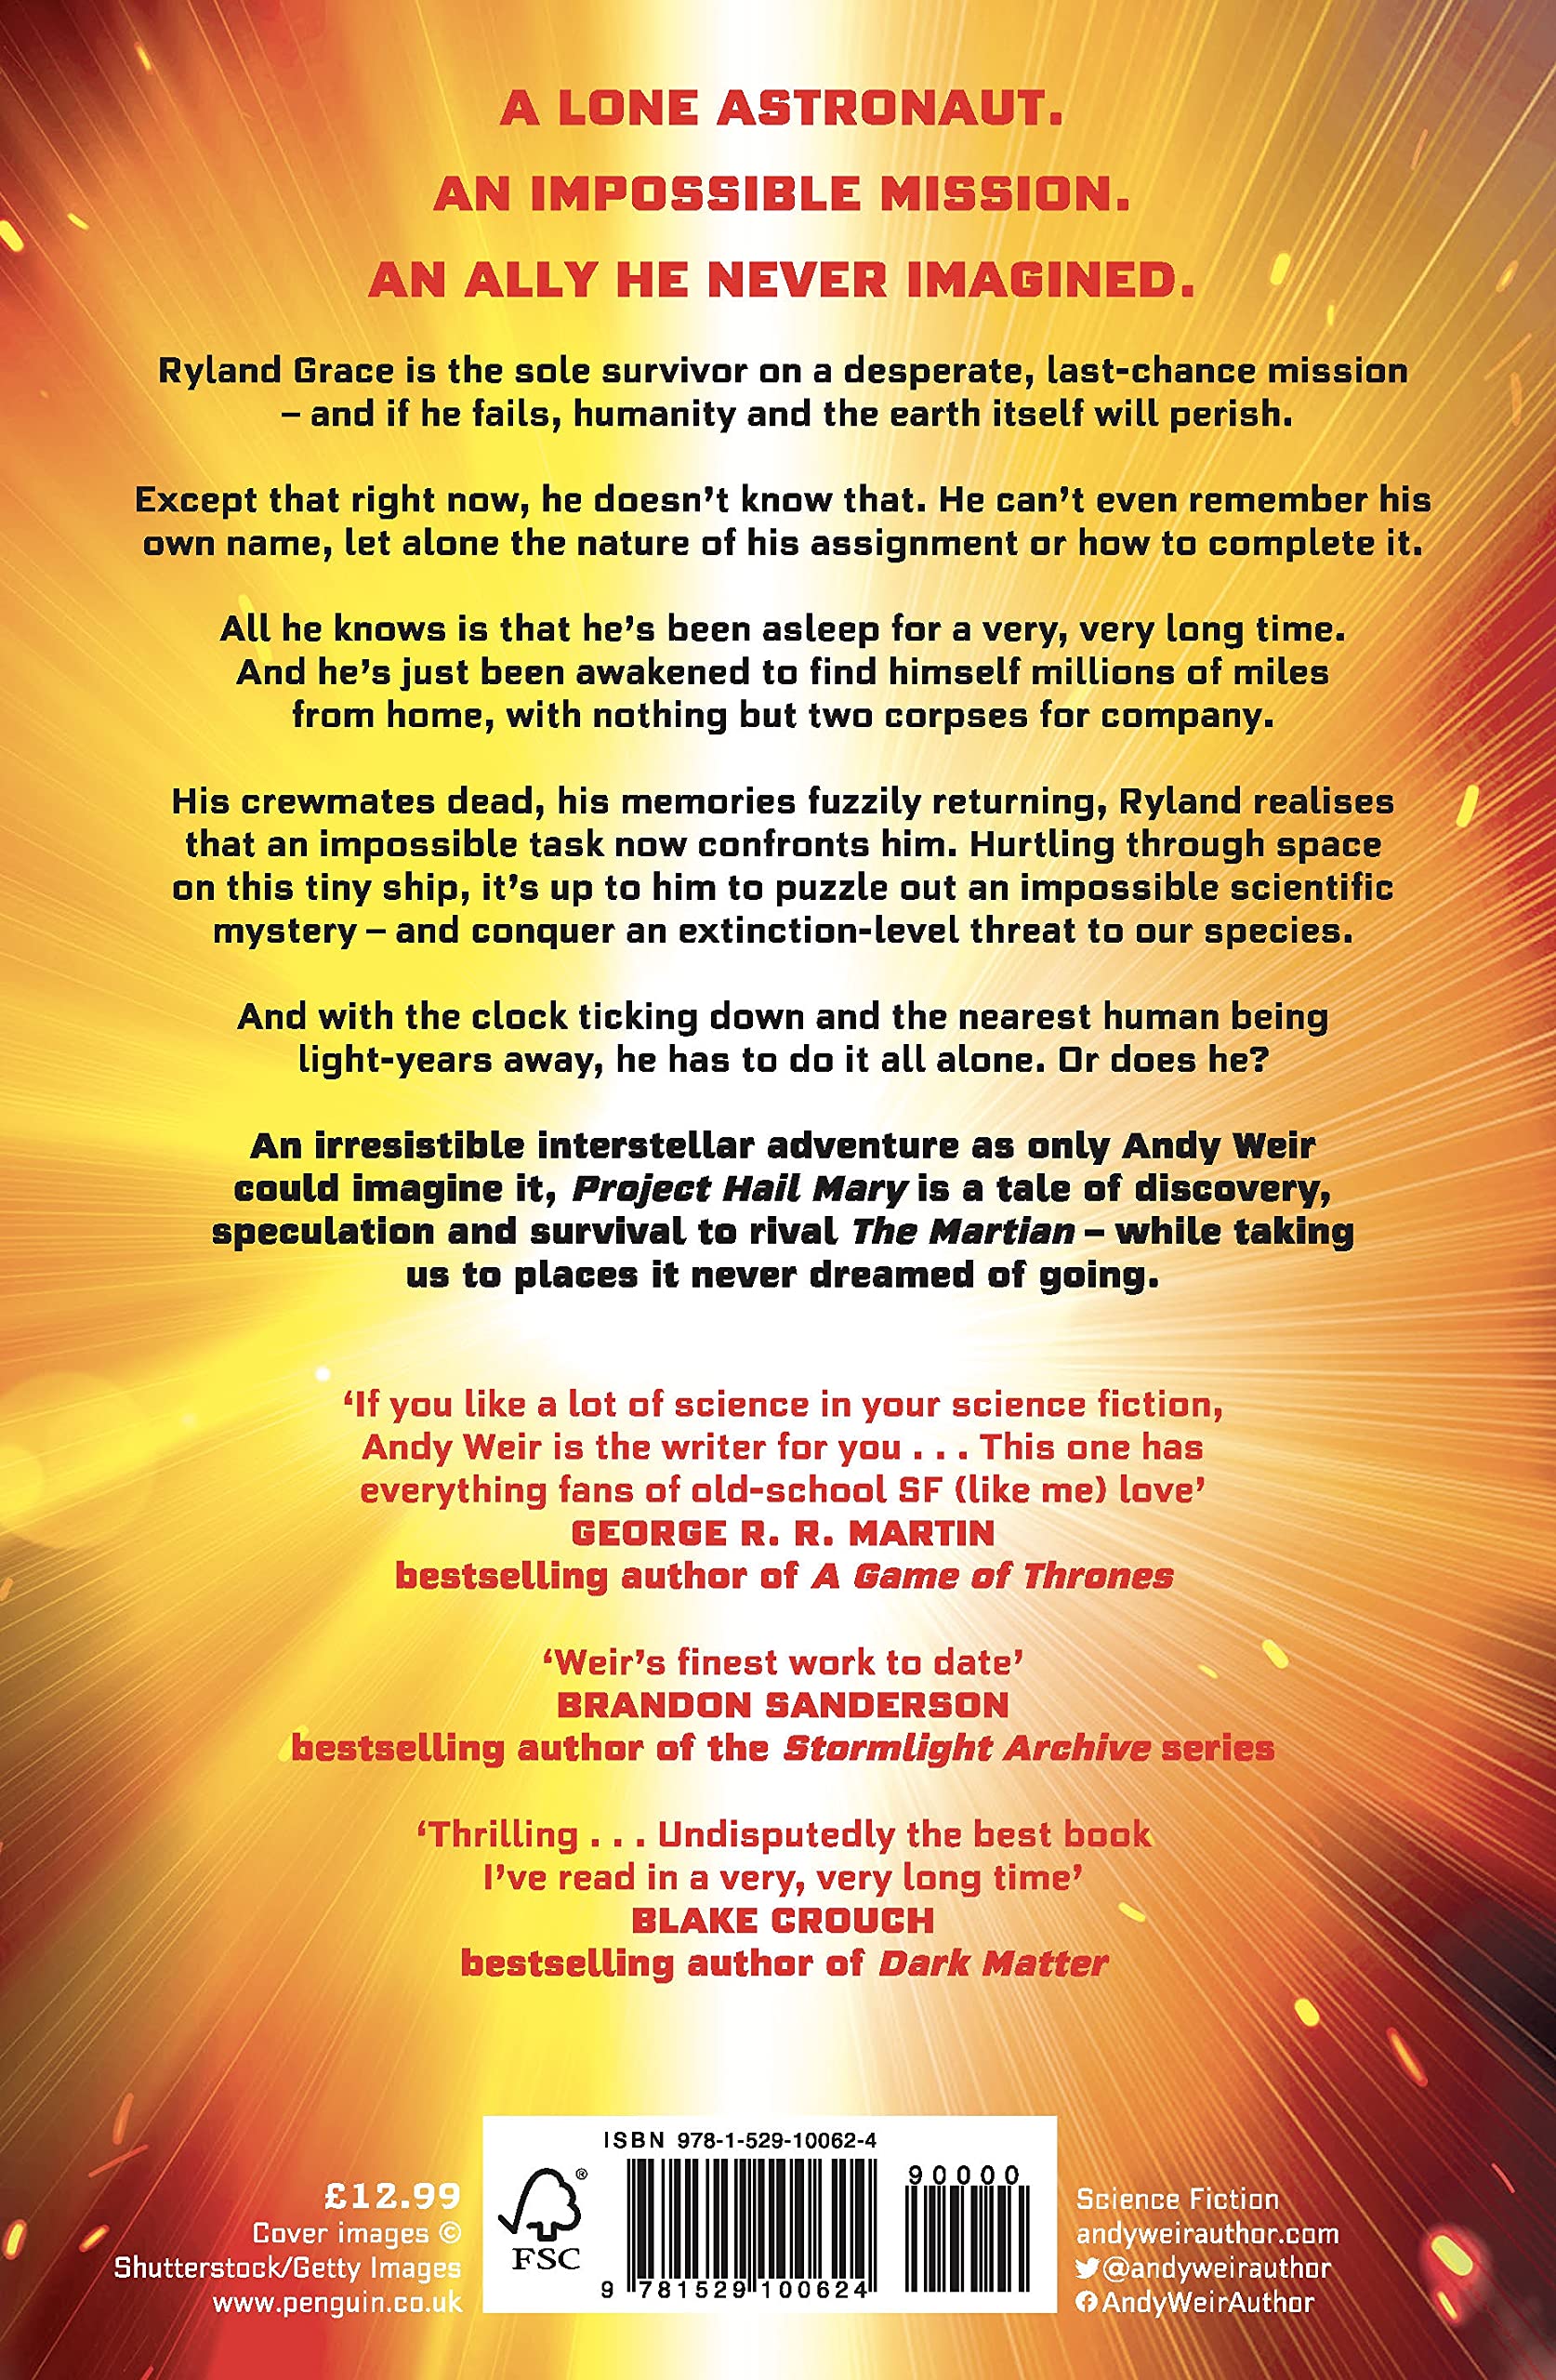 A LONE ASTRONAUT.
AN IMPOSSIBLE MISSION.
AN ALLY HE NEVER IMAGINED.
Ryland Grace is the sole survivor on a desperate, last-chance mission
– and if he fails, humanity and the earth itself will perish.
Except that right now, he doesn’t know that. He can’t even remember his
own name, let alone the nature of his assignment or how to complete it.
All he knows is that he’s been asleep for a very, very long time.
And he’s just been awakened to find himself millions of miles
from home, with nothing but two corpses for company.
His crewmates dead, his memories fuzzily returning, Ryland realises
that an impossible task now confronts him. Hurtling through space
on this tiny ship, it’s up to him to puzzle out an impossible scientific
mystery – and conquer an extinction-level threat to our species.
And with the clock ticking down and the nearest human being
light-years away, he has to do it all alone. Or does he?
An irresistible interstellar adventure as only Andy Weir
could imagine it, Project Hail Mary is a tale of discovery,
speculation and survival to rival The Martian – while taking
us to places it never dreamed of going.
‘If you like a lot of science in your science fiction,
Andy Weir is the writer for you . . . This one has
everything fans of old-school SF (like me) love’
GEORGE R. R. MARTIN
bestselling author of A Game of Thrones
‘Weir’s finest work to date’
BRANDON SANDERSON
bestselling author of the Stormlight Archive series
‘Thrilling . . . Undisputedly the best book
I’ve read in a very, very long time’
BLAKE CROUCH
bestselling author of Dark Matter
£12.99
Cover images ©
Shutterstock/Getty Images
www.penguin.co.uk
ISBN 978-1-529-10062-4
90000
®
FSC
9 781529 100624
Science Fiction
andyweirauthor.com
@andyweirauthor
AndyWeirAuthor